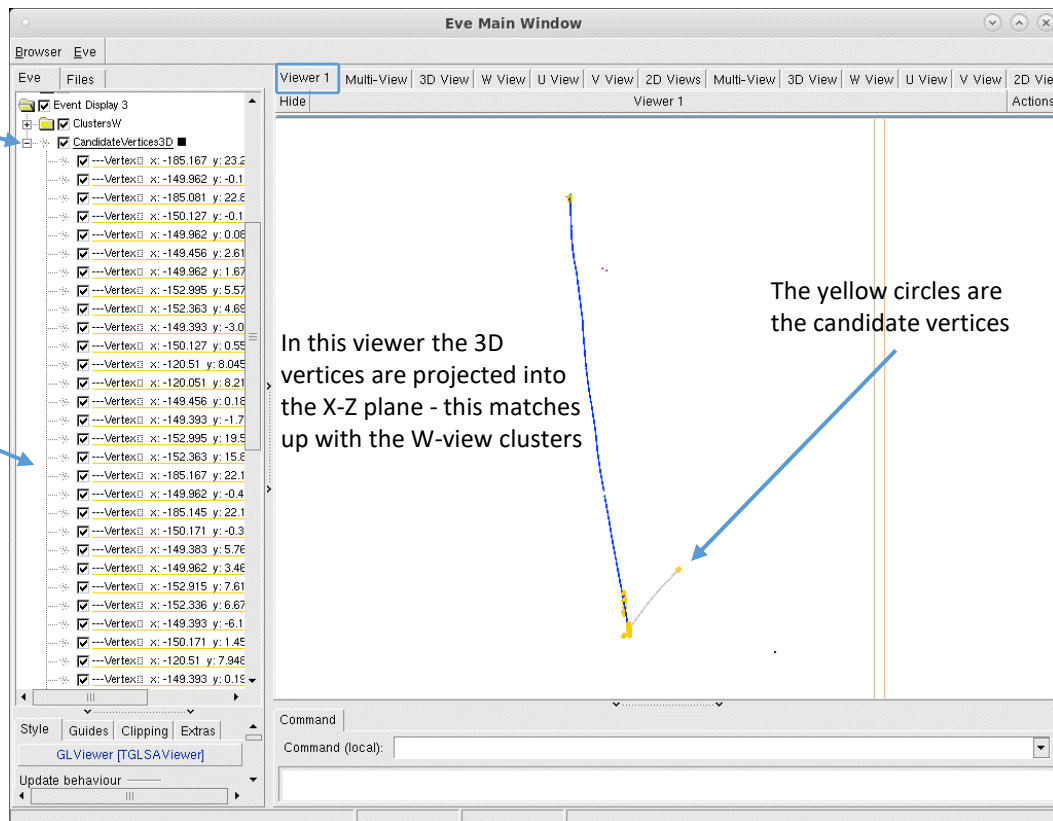 Eve Main Window
Browser Eve
Eve Files
Viewer 1 Multi-View 3D View W View U View V View 2D Views Multi-View 3D View W View U View V View 2D Vie
Hide Viewer 1 Actions
Event Display 3
ClustersW
CandidateVertices3D
---Vertex x: -185.167 y: 23.2
---Vertex x: -149.962 y: -0.1
---Vertex x: -185.081 y: 22.8
---Vertex x: -150.127 y: -0.1
---Vertex x: -149.962 y: 0.08
---Vertex x: -149.456 y: 2.61
---Vertex x: -149.962 y: 1.67
---Vertex x: -152.995 y: 5.57
---Vertex x: -152.363 y: 4.69
---Vertex x: -149.393 y: -3.0
---Vertex x: -150.127 y: 0.55
---Vertex x: -120.51 y: 8.045
---Vertex x: -120.051 y: 8.21
---Vertex x: -149.456 y: 0.18
---Vertex x: -149.393 y: -1.7
---Vertex x: -152.995 y: 19.5
---Vertex x: -152.363 y: 15.8
---Vertex x: -185.167 y: 22.1
---Vertex x: -149.962 y: -0.4
---Vertex x: -185.145 y: 22.1
---Vertex x: -150.171 y: -0.3
---Vertex x: -149.383 y: 5.76
---Vertex x: -149.962 y: 3.46
---Vertex x: -152.915 y: 7.61
---Vertex x: -152.336 y: 6.67
---Vertex x: -149.393 y: -6.1
---Vertex x: -150.171 y: 1.45
---Vertex x: -120.51 y: 7.948
---Vertex x: -149.393 y: 0.19
The yellow circles are
the candidate vertices
In this viewer the 3D
vertices are projected into
the X-Z plane - this matches
up with the W-view clusters
Style Guides Clipping Extras
GLViewer [TGLSAViewer]
Update behaviour
Command
Command (local):